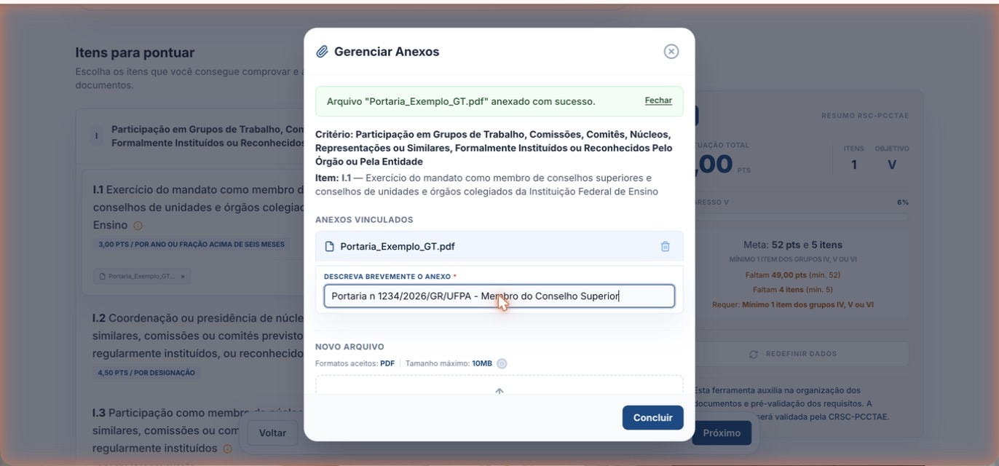 Gerenciar Anexos
Arquivo "Portaria_Exemplo_GT.pdf" anexado com sucesso.
Fechar
Critério: Participação em Grupos de Trabalho, Comissões, Comitês, Núcleos,
Representações ou Similares, Formalmente Instituídos ou Reconhecidos Pelo
Órgão ou Pela Entidade
Item: I.1 — Exercício do mandato como membro de conselhos superiores e
conselhos de unidades e órgãos colegiados da Instituição Federal de Ensino
ANEXOS VINCULADOS
Portaria_Exemplo_GT.pdf
DESCREVA BREVEMENTE O ANEXO *
Portaria n 1234/2026/GR/UFPA - Membro do Conselho Superior
NOVO ARQUIVO
Formatos aceitos: PDF | Tamanho máximo: 10MB
Concluir
Itens para pontuar
Escolha os itens que você consegue comprovar e
documentos.
I
Participação em Grupos de Trabalho, Com
Formalmente Instituídos ou Reconhecidos
I.1 Exercício do mandato como membro d
conselhos de unidades e órgãos colegiad
Ensino
3,00 PTS / POR ANO OU FRAÇÃO ACIMA DE SEIS MESES
Portaria_Exemplo_GT... ×
I.2 Coordenação ou presidência de núcle
similares, comissões ou comités previsto
regularmente instituídos, ou reconhecido
4,50 PTS / POR DESIGNAÇÃO
I.3 Participação como membro de núcleos
similares, comissões ou com
regularmente instituídos
Voltar
RESUMO RSC-PCCTAE
TUAÇÃO TOTAL
,00 PTS
ITENS
1
OBJETIVO
V
GRESSO V
6%
Meta: 52 pts e 5 itens
MÍNIMO 1 ITEM DOS GRUPOS IV, V OU VI
Faltam 49,00 pts (mín. 52)
Faltam 4 itens (mín. 5)
Requer: Mínimo 1 item dos grupos IV, V ou VI
REDEFINIR DADOS
Esta ferramenta auxilia na organização dos
documentos e pré-validação dos requisitos. A
será validada pela CRSC-PCCTAE.
Próximo